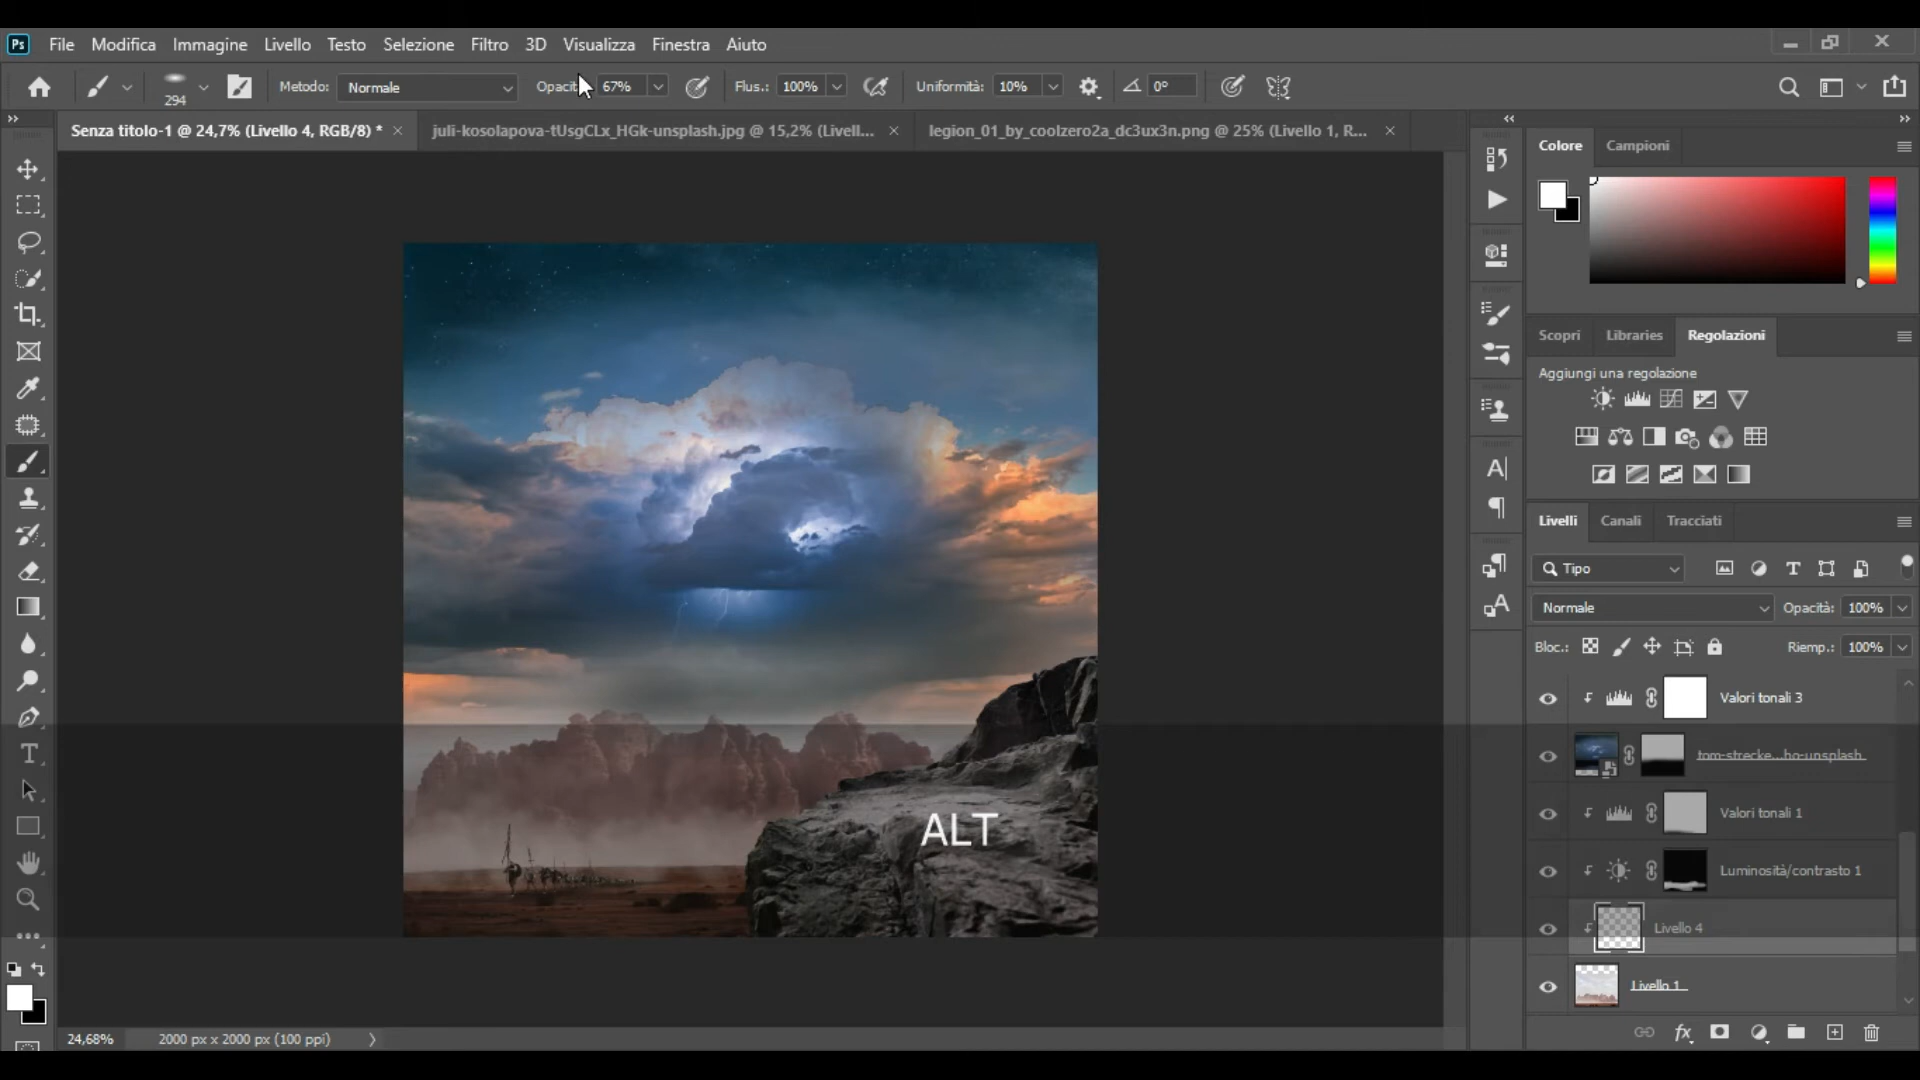 Ps File Modifica Immagine Livello Testo Selezione Filtro 3D Visualizza Finestra Aiuto
294 Metodo: Normale Opacit 67% Flus.: 100% Uniformità: 10% 0°
Senza titolo-1 @ 24,7% (Livello 4, RGB/8) * juli-kosolapova-tUsgCLx_HGk-unsplash.jpg @ 15,2% (Livell... legion_01_by_coolzero2a_dc3ux3n.png @ 25% (Livello 1, R...
Colore Campioni
Scopri Libraries Regolazioni
Aggiungi una regolazione
Livelli Canali Tracciati
Tipo
Normale Opacità: 100%
Bloc.: Riemp.: 100%
Valori tonali 3
tom-strecke...ho-unsplash
Valori tonali 1
ALT
Luminosità/contrasto 1
Livello 4
Livello 1
24,68% 2000 px x 2000 px (100 ppi)